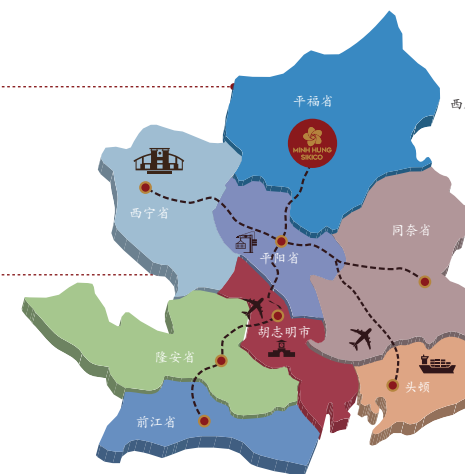 平福省
西
MINH HUNG
SIKICO
西宁省
同奈省
平阳省
胡志明市
隆安省
头顿
前江省